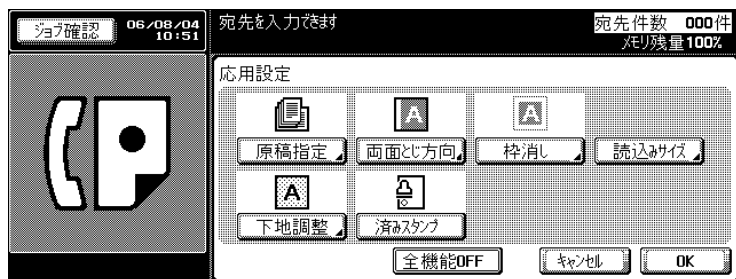 ジョブ確認
06/08/04
10:51
宛先を入力できます
宛先件数 000件
メモリ残量100%
応用設定
原稿指定
両面とじ方向
枠消し
読込みサイズ
下地調整
済みスタンプ
全機能OFF
キャンセル
OK